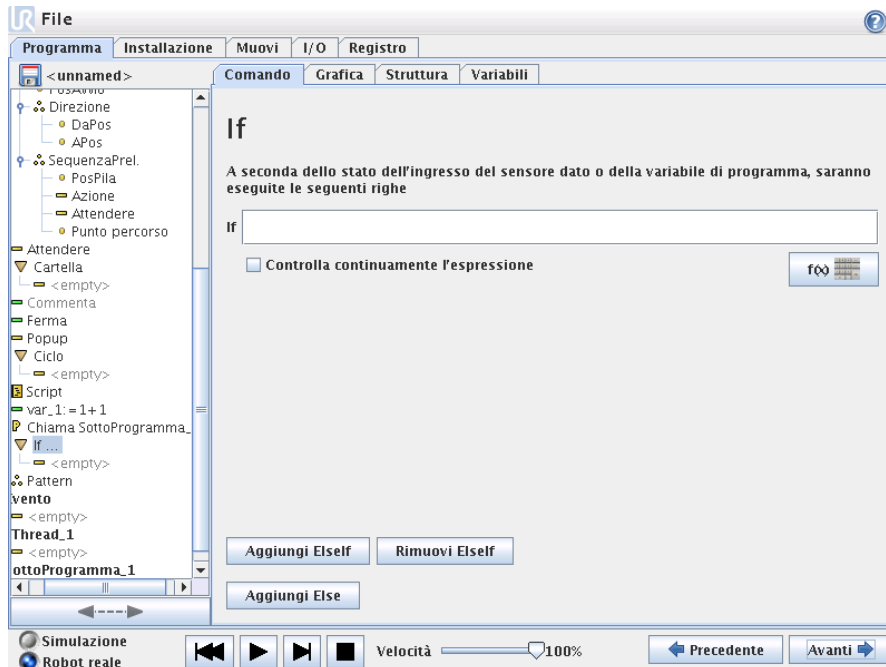 UR File
Programma Installazione Muovi I/O Registro
<unnamed>
Comando Grafica Struttura Variabili
PosAvvio
Direzione
DaPos
APos
SequenzaPrel.
PosPila
Azione
Attendere
Punto percorso
Attendere
Cartella
<empty>
Commenta
Ferma
Popup
Ciclo
<empty>
Script
var_1:=1+1
Chiama SottoProgramma_
If ...
<empty>
Pattern
Evento
<empty>
Thread_1
<empty>
ottoProgramma_1
If
A seconda dello stato dell'ingresso del sensore dato o della variabile di programma, saranno
eseguite le seguenti righe
If
Controlla continuamente l'espressione
f(x)
Aggiungi ElseIf Rimuovi ElseIf
Aggiungi Else
Simulazione
Robot reale
Velocità 100%
Precedente Avanti